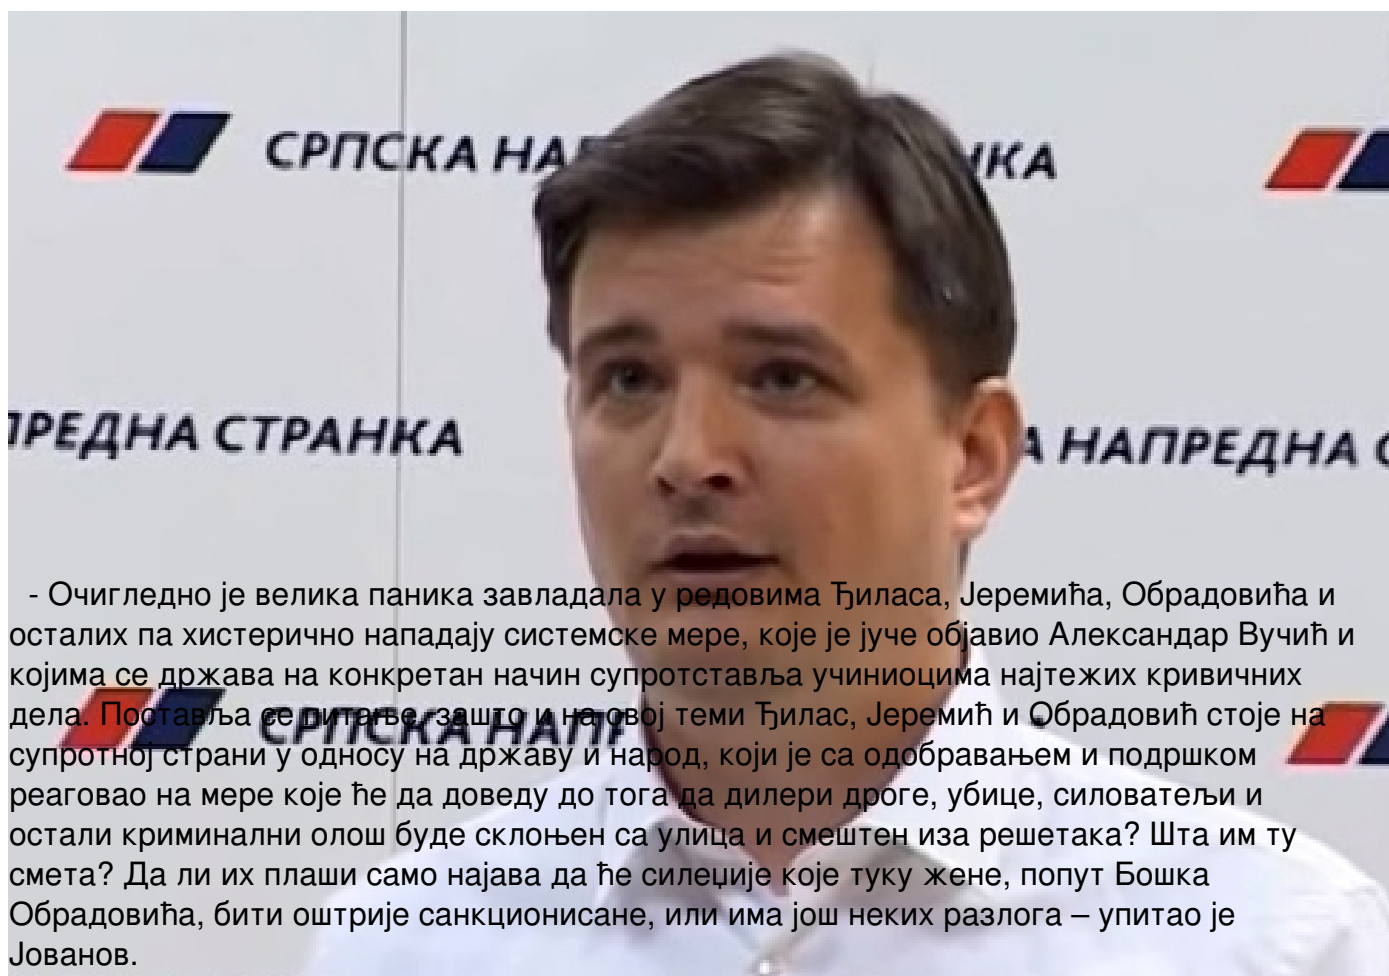 СРПСКА НАП
НКА
ПРЕДНА СТРАНКА
А НАПРЕДНА С
- Очигледно је велика паника завладала у редовима Ђиласа, Јеремића, Обрадовића и
осталих па хистерично нападају системске мере, које је јуче објавио Александар Вучић и
којима се држава на конкретан начин супротставља учиниоцима најтежих кривичних
дела. Поставља се питање, зашто и на овој теми Ђилас, Јеремић и Обрадовић стоје на
СРПСКА НАПР
супротној страни у односу на државу и народ, који је са одобравањем и подршком
реаговао на мере које ће да доведу до тога да дилери дроге, убице, силоватељи и
остали криминални олош буде склоњен са улица и смештен иза решетака? Шта им ту
смета? Да ли их плаши само најава да ће силеџије које туку жене, попут Бошка
Обрадовића, бити оштрије санкционисане, или има још неких разлога – упитао је
Јованов.